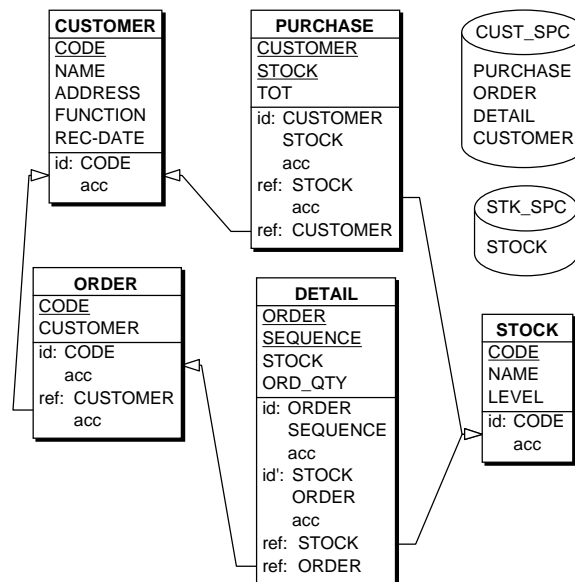 CUSTOMER
CODE
NAME
ADDRESS
FUNCTION
REC-DATE
id: CODE
acc
PURCHASE
CUSTOMER
STOCK
TOT
id: CUSTOMER
STOCK
acc
ref: STOCK
acc
ref: CUSTOMER
CUST_SPC
PURCHASE
ORDER
DETAIL
CUSTOMER
STK_SPC
STOCK
ORDER
CODE
CUSTOMER
id: CODE
acc
ref: CUSTOMER
acc
DETAIL
ORDER
SEQUENCE
STOCK
ORD_QTY
id: ORDER
SEQUENCE
acc
id': STOCK
ORDER
acc
ref: STOCK
ref: ORDER
STOCK
CODE
NAME
LEVEL
id: CODE
acc